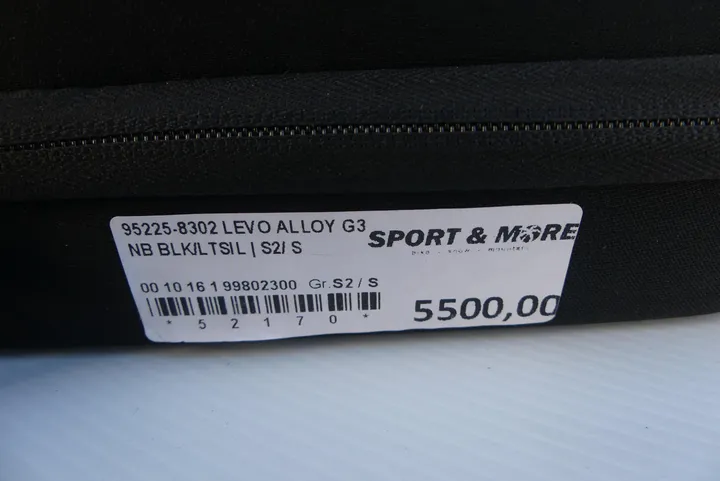 95225-8302 LEVO ALLOY G3
NB BLK/LTSIL | S2/ S
SPORT & MORE
00 10 16 1 99802300 Gr.S2 / S
* 5 2 1 7 0 *
5500,00